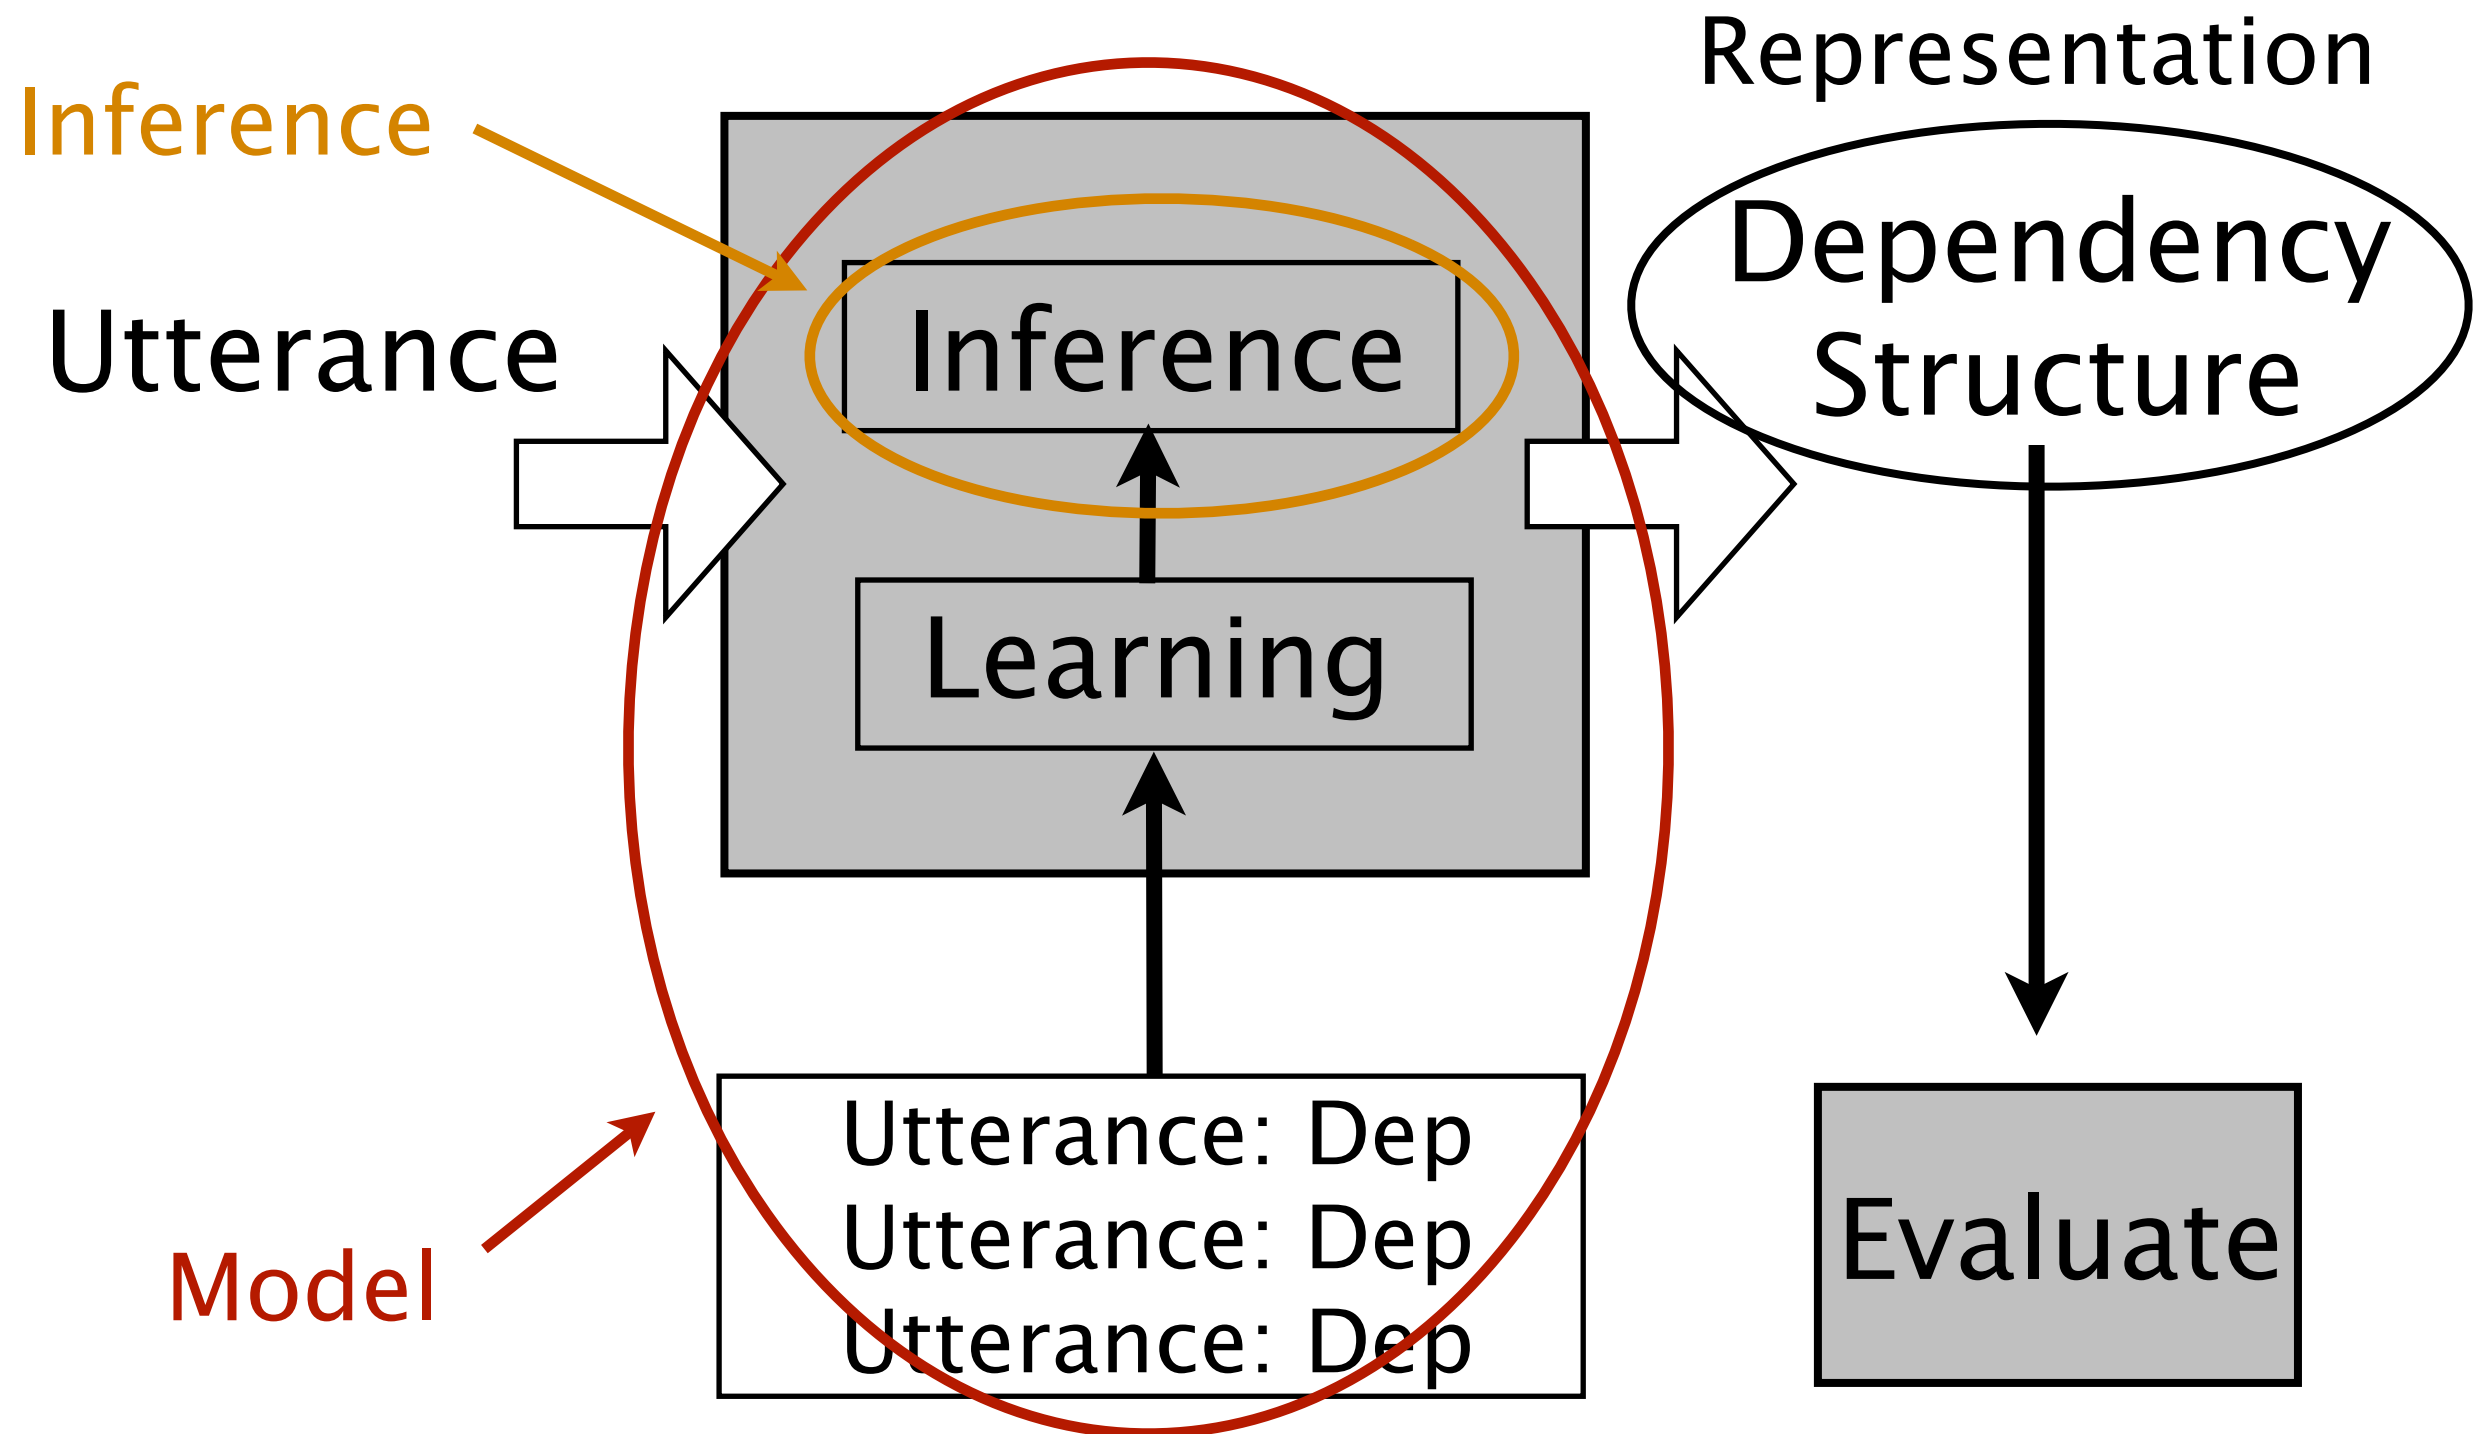 Representation
Inference
Dependency
Structure
Utterance
Inference
Learning
Utterance: Dep
Utterance: Dep
Utterance: Dep
Model
Evaluate